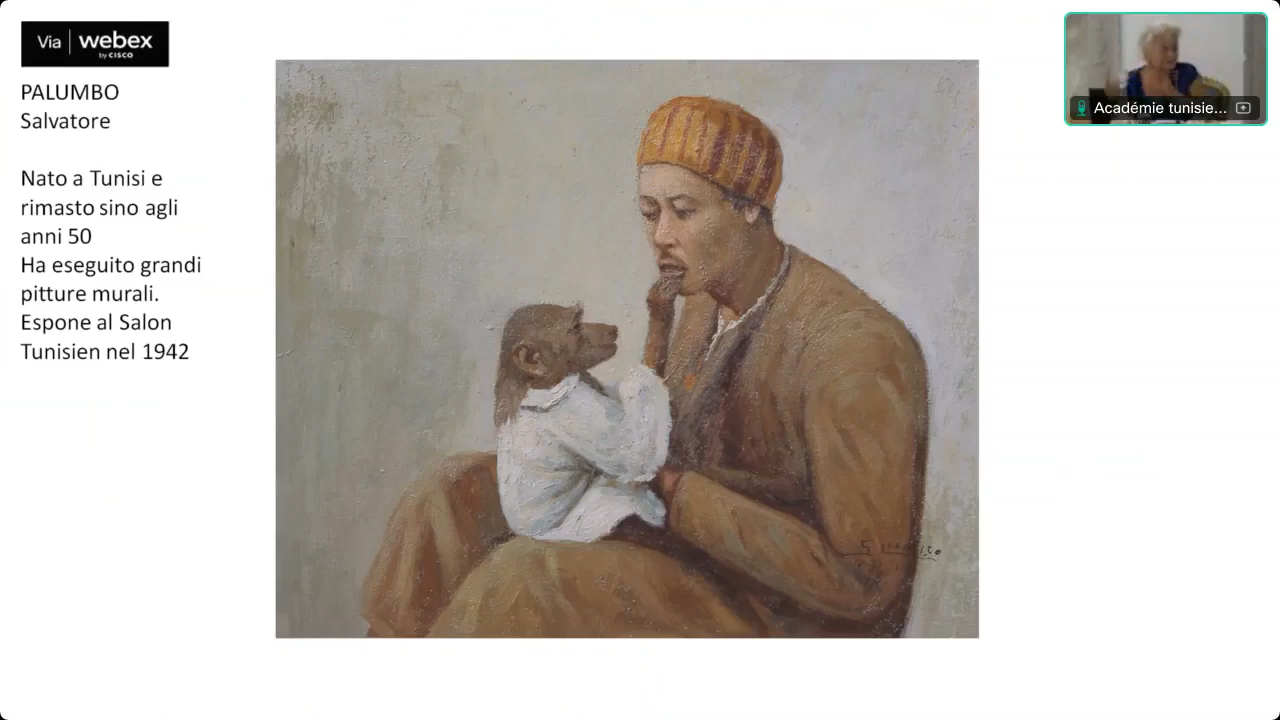 Via webex
by CISCO
PALUMBO
Salvatore
Nato a Tunisi e
rimasto sino agli
anni 50
Ha eseguito grandi
pitture murali.
Espone al Salon
Tunisien nel 1942
Académie tunisie...